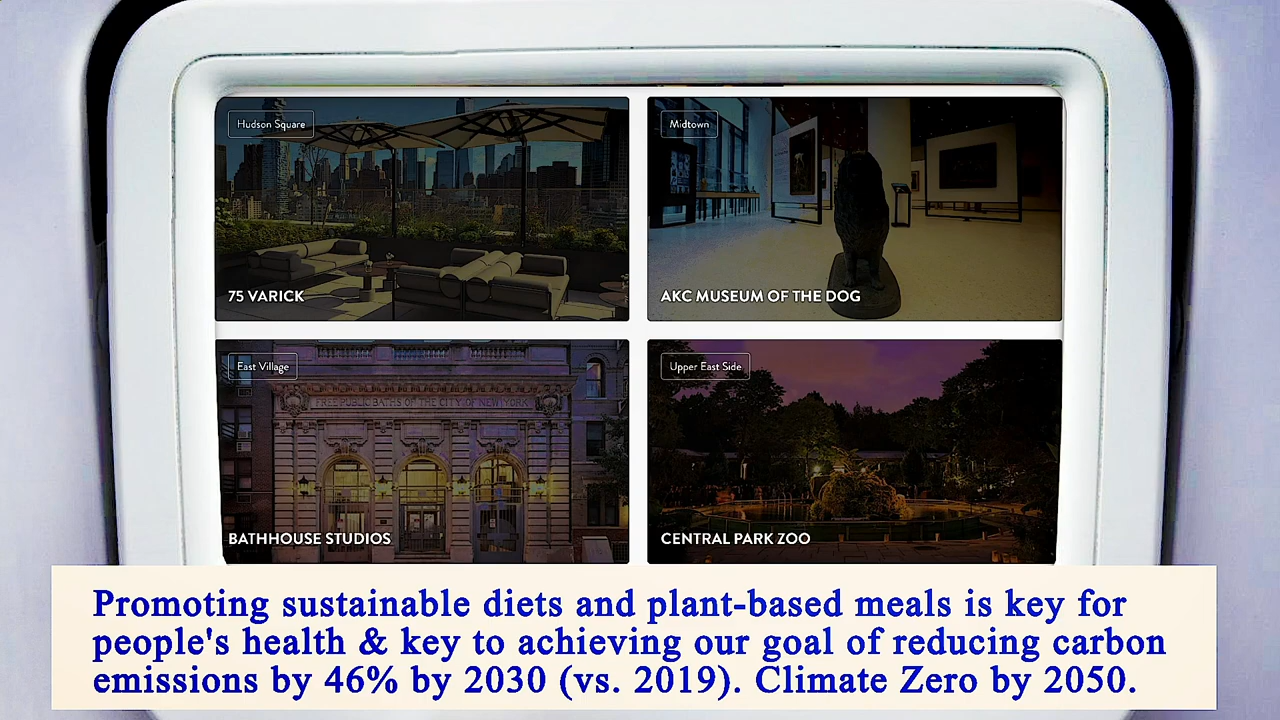 Hudson Square
75 VARICK
Midtown
AKC MUSEUM OF THE DOG
East Village
FREE PUBLIC BATHS OF THE CITY OF NEW YORK
BATHHOUSE STUDIOS
Upper East Side
CENTRAL PARK ZOO
Promoting sustainable diets and plant-based meals is key for
people's health & key to achieving our goal of reducing carbon
emissions by 46% by 2030 (vs. 2019). Climate Zero by 2050.